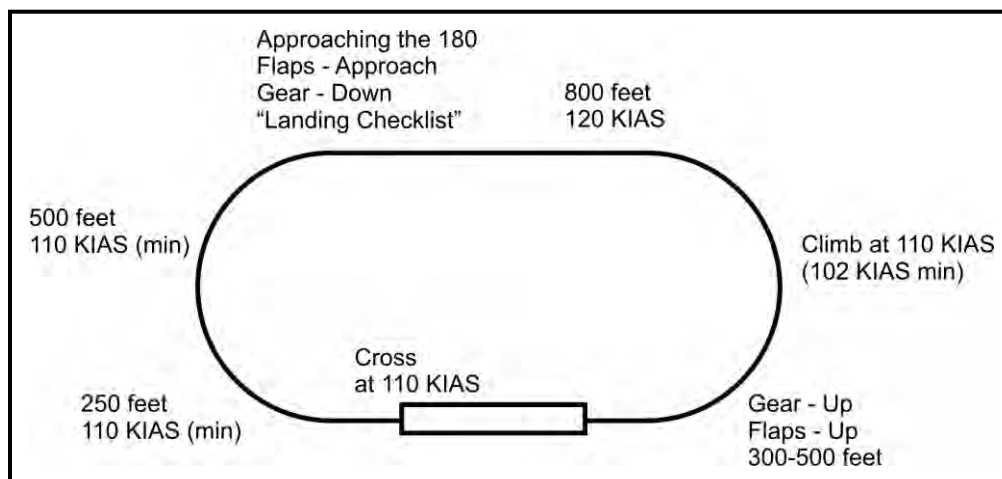 Approaching the 180
Flaps - Approach
Gear - Down
“Landing Checklist”
800 feet
120 KIAS
500 feet
110 KIAS (min)
Climb at 110 KIAS
(102 KIAS min)
Cross
at 110 KIAS
250 feet
110 KIAS (min)
Gear - Up
Flaps - Up
300-500 feet